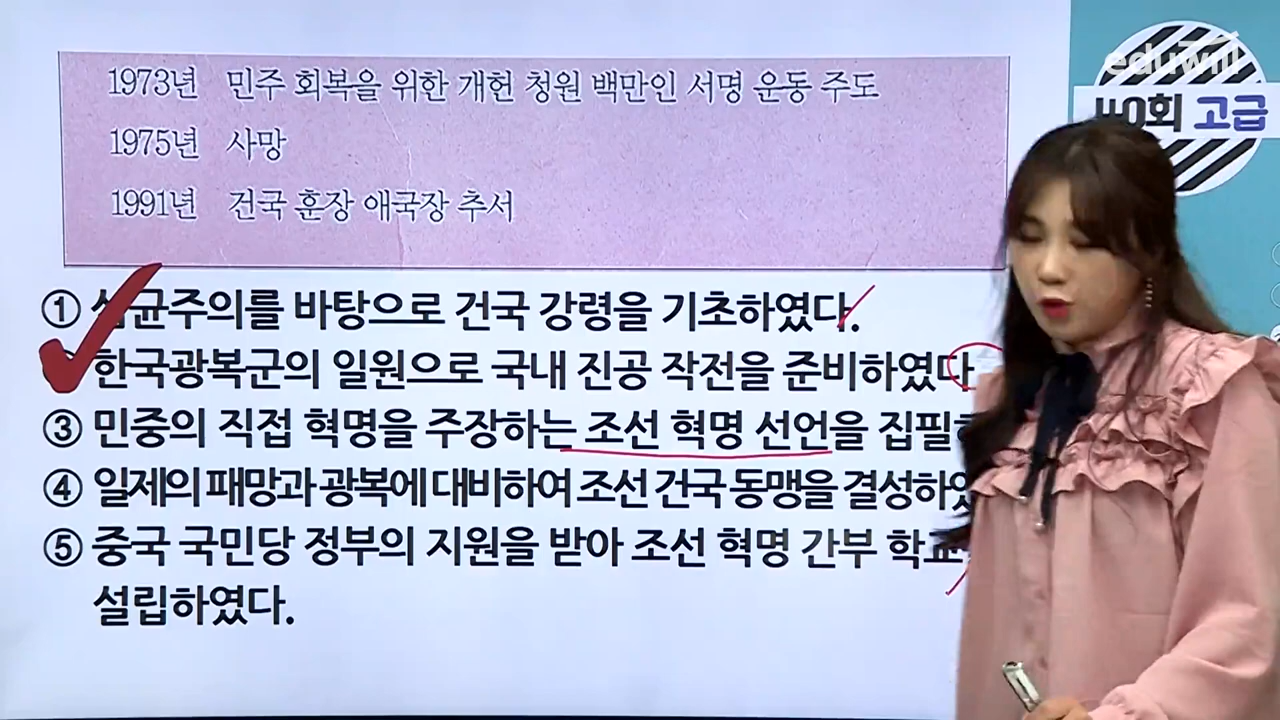 eduwill
40회 고급
1973년 민주 회복을 위한 개헌 청원 백만인 서명 운동 주도
1975년 사망
1991년 건국 훈장 애국장 추서
① 삼균주의를 바탕으로 건국 강령을 기초하였다.
한국광복군의 일원으로 국내 진공 작전을 준비하였다
③ 민중의 직접 혁명을 주장하는 조선 혁명 선언을 집필
④ 일제의 패망과 광복에 대비하여 조선 건국 동맹을 결성하였
⑤ 중국 국민당 정부의 지원을 받아 조선 혁명 간부 학교
설립하였다.